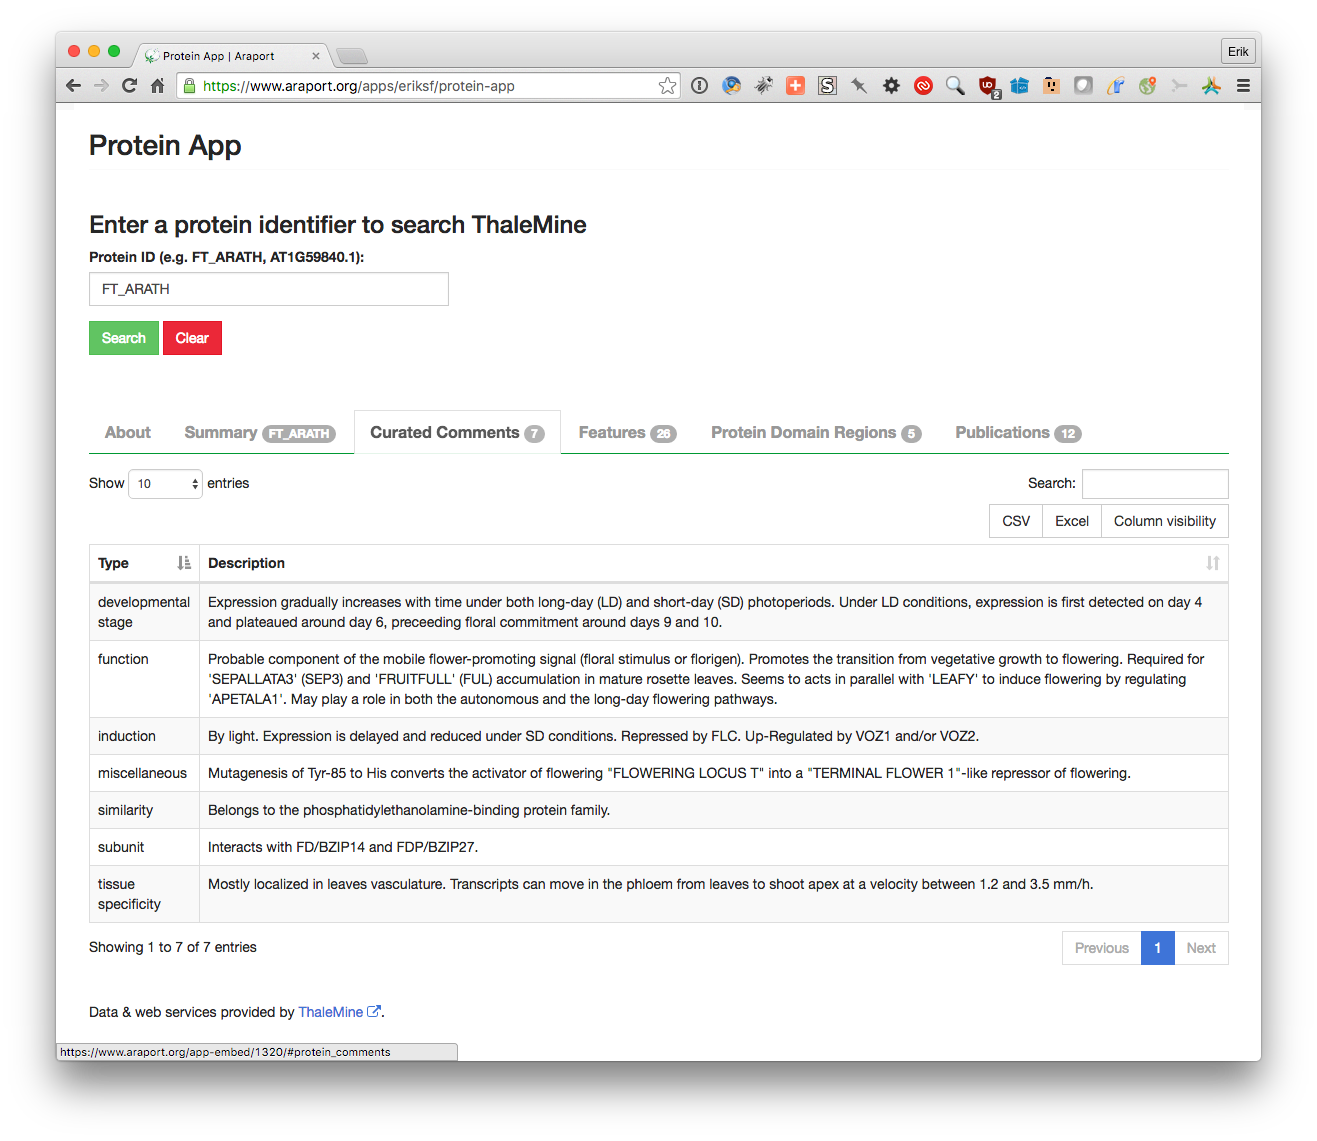 Protein App | Araport
Erik
https://www.araport.org/apps/eriksf/protein-app
2
Protein App
Enter a protein identifier to search ThaleMine
Protein ID (e.g. FT_ARATH, AT1G59840.1):
FT_ARATH
Search Clear
About Summary FT_ARATH Curated Comments 7 Features 26 Protein Domain Regions 5 Publications 12
Show 10 entries Search:
CSV Excel Column visibility
Type Description
developmental stage Expression gradually increases with time under both long-day (LD) and short-day (SD) photoperiods. Under LD conditions, expression is first detected on day 4
and plateaued around day 6, preceeding floral commitment around days 9 and 10.
function Probable component of the mobile flower-promoting signal (floral stimulus or florigen). Promotes the transition from vegetative growth to flowering. Required for
'SEPALLATA3' (SEP3) and 'FRUITFULL' (FUL) accumulation in mature rosette leaves. Seems to acts in parallel with 'LEAFY' to induce flowering by regulating
'APETALA1'. May play a role in both the autonomous and the long-day flowering pathways.
induction By light. Expression is delayed and reduced under SD conditions. Repressed by FLC. Up-Regulated by VOZ1 and/or VOZ2.
miscellaneous Mutagenesis of Tyr-85 to His converts the activator of flowering "FLOWERING LOCUS T" into a "TERMINAL FLOWER 1"-like repressor of flowering.
similarity Belongs to the phosphatidylethanolamine-binding protein family.
subunit Interacts with FD/BZIP14 and FDP/BZIP27.
tissue specificity Mostly localized in leaves vasculature. Transcripts can move in the phloem from leaves to shoot apex at a velocity between 1.2 and 3.5 mm/h.
Showing 1 to 7 of 7 entries Previous 1 Next
Data & web services provided by ThaleMine.
https://www.araport.org/app-embed/1320/#protein_comments